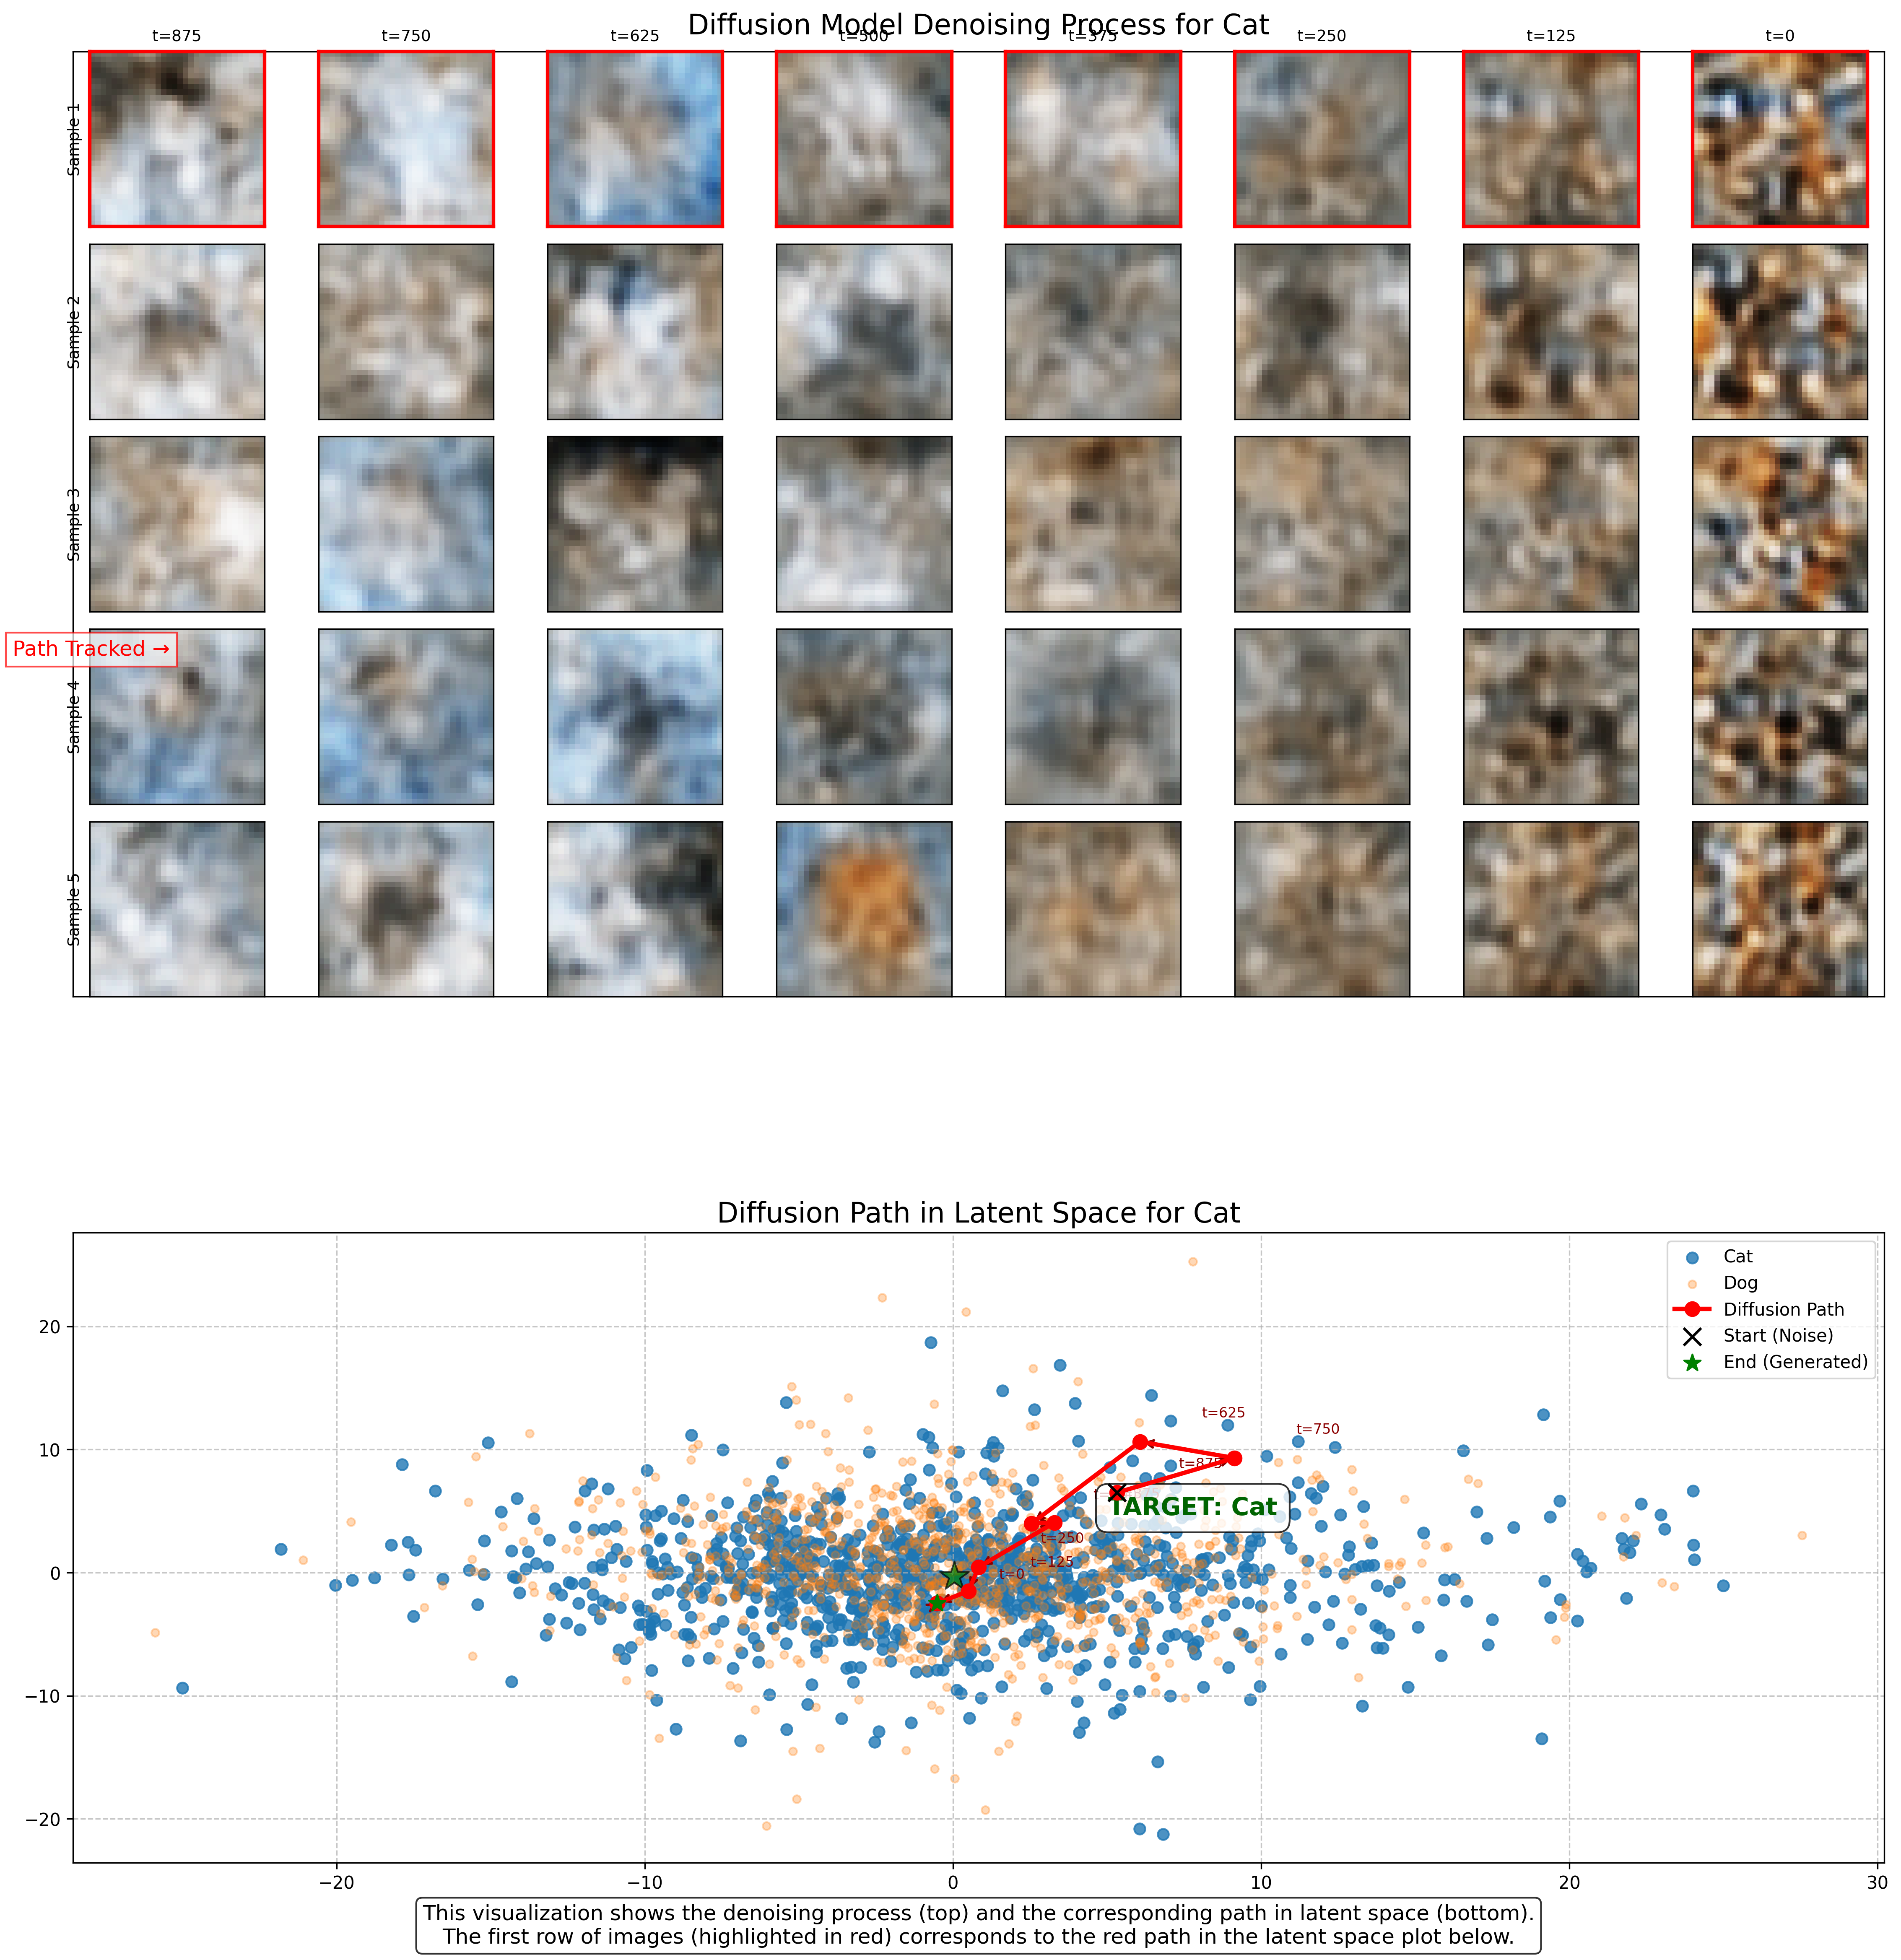 Diffusion Model Denoising Process for Cat
t=875
t=750
t=625
t=500
t=375
t=250
t=125
t=0
Sample 1
Sample 2
Sample 3
Path Tracked →
Sample 4
Sample 5
Diffusion Path in Latent Space for Cat
Cat
Dog
Diffusion Path
Start (Noise)
End (Generated)
20
10
0
−10
−20
t=625
t=750
t=875
TARGET: Cat
t=250
t=125
t=0
−20
−10
0
10
20
30
This visualization shows the denoising process (top) and the corresponding path in latent space (bottom).
The first row of images (highlighted in red) corresponds to the red path in the latent space plot below.